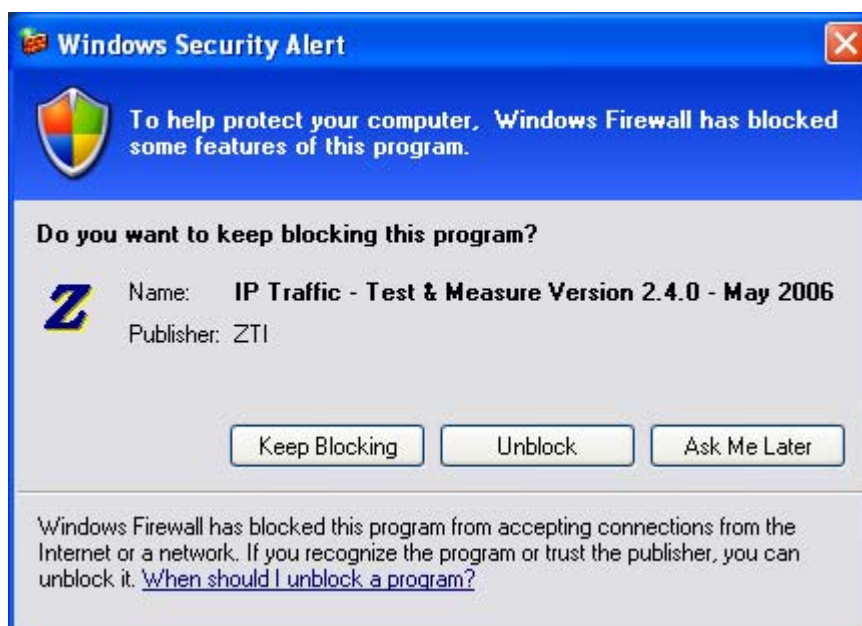 Windows Security Alert
To help protect your computer, Windows Firewall has blocked
some features of this program.
Do you want to keep blocking this program?
Name: IP Traffic - Test & Measure Version 2.4.0 - May 2006
Publisher: ZTI
Keep Blocking Unblock Ask Me Later
Windows Firewall has blocked this program from accepting connections from the
Internet or a network. If you recognize the program or trust the publisher, you can
unblock it. When should I unblock a program?